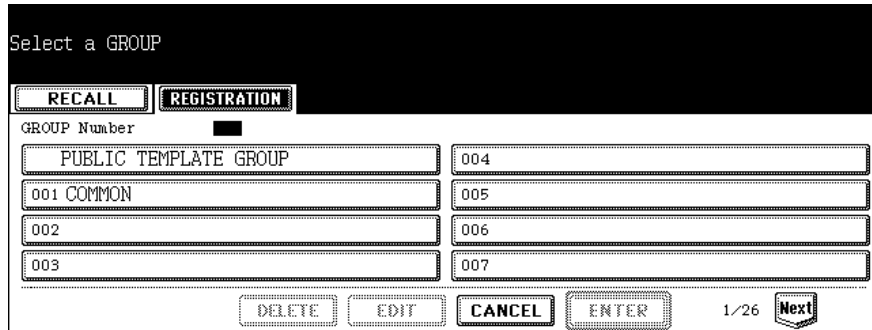 Select a GROUP
RECALL REGISTRATION
GROUP Number
PUBLIC TEMPLATE GROUP
001 COMMON
002
003
004
005
006
007
DELETE EDIT CANCEL ENTER 1/26 Next